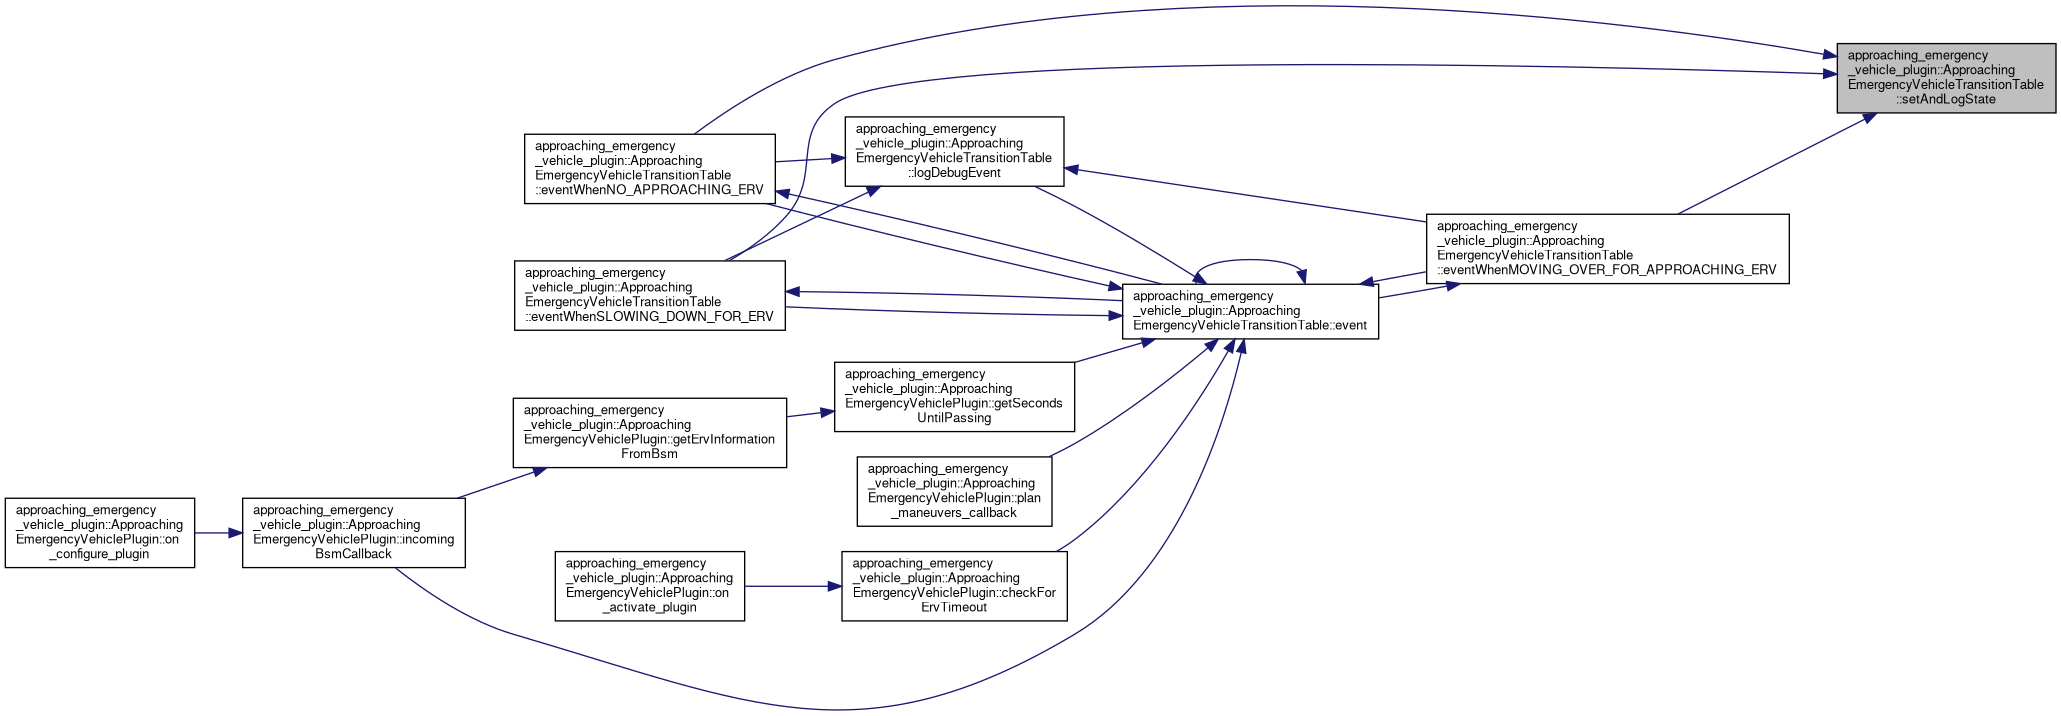 approaching_emergency
_vehicle_plugin::Approaching
EmergencyVehicleTransitionTable
::setAndLogState
approaching_emergency
_vehicle_plugin::Approaching
EmergencyVehicleTransitionTable
::eventWhenNO_APPROACHING_ERV
approaching_emergency
_vehicle_plugin::Approaching
EmergencyVehicleTransitionTable
::logDebugEvent
approaching_emergency
_vehicle_plugin::Approaching
EmergencyVehicleTransitionTable
::eventWhenMOVING_OVER_FOR_APPROACHING_ERV
approaching_emergency
_vehicle_plugin::Approaching
EmergencyVehicleTransitionTable
::eventWhenSLOWING_DOWN_FOR_ERV
approaching_emergency
_vehicle_plugin::Approaching
EmergencyVehicleTransitionTable::event
approaching_emergency
_vehicle_plugin::Approaching
EmergencyVehiclePlugin::getSeconds
UntilPassing
approaching_emergency
_vehicle_plugin::Approaching
EmergencyVehiclePlugin::getErvInformation
FromBsm
approaching_emergency
_vehicle_plugin::Approaching
EmergencyVehiclePlugin::plan
_maneuvers_callback
approaching_emergency
_vehicle_plugin::Approaching
EmergencyVehiclePlugin::on
_configure_plugin
approaching_emergency
_vehicle_plugin::Approaching
EmergencyVehiclePlugin::incoming
BsmCallback
approaching_emergency
_vehicle_plugin::Approaching
EmergencyVehiclePlugin::on
_activate_plugin
approaching_emergency
_vehicle_plugin::Approaching
EmergencyVehiclePlugin::checkFor
ErvTimeout